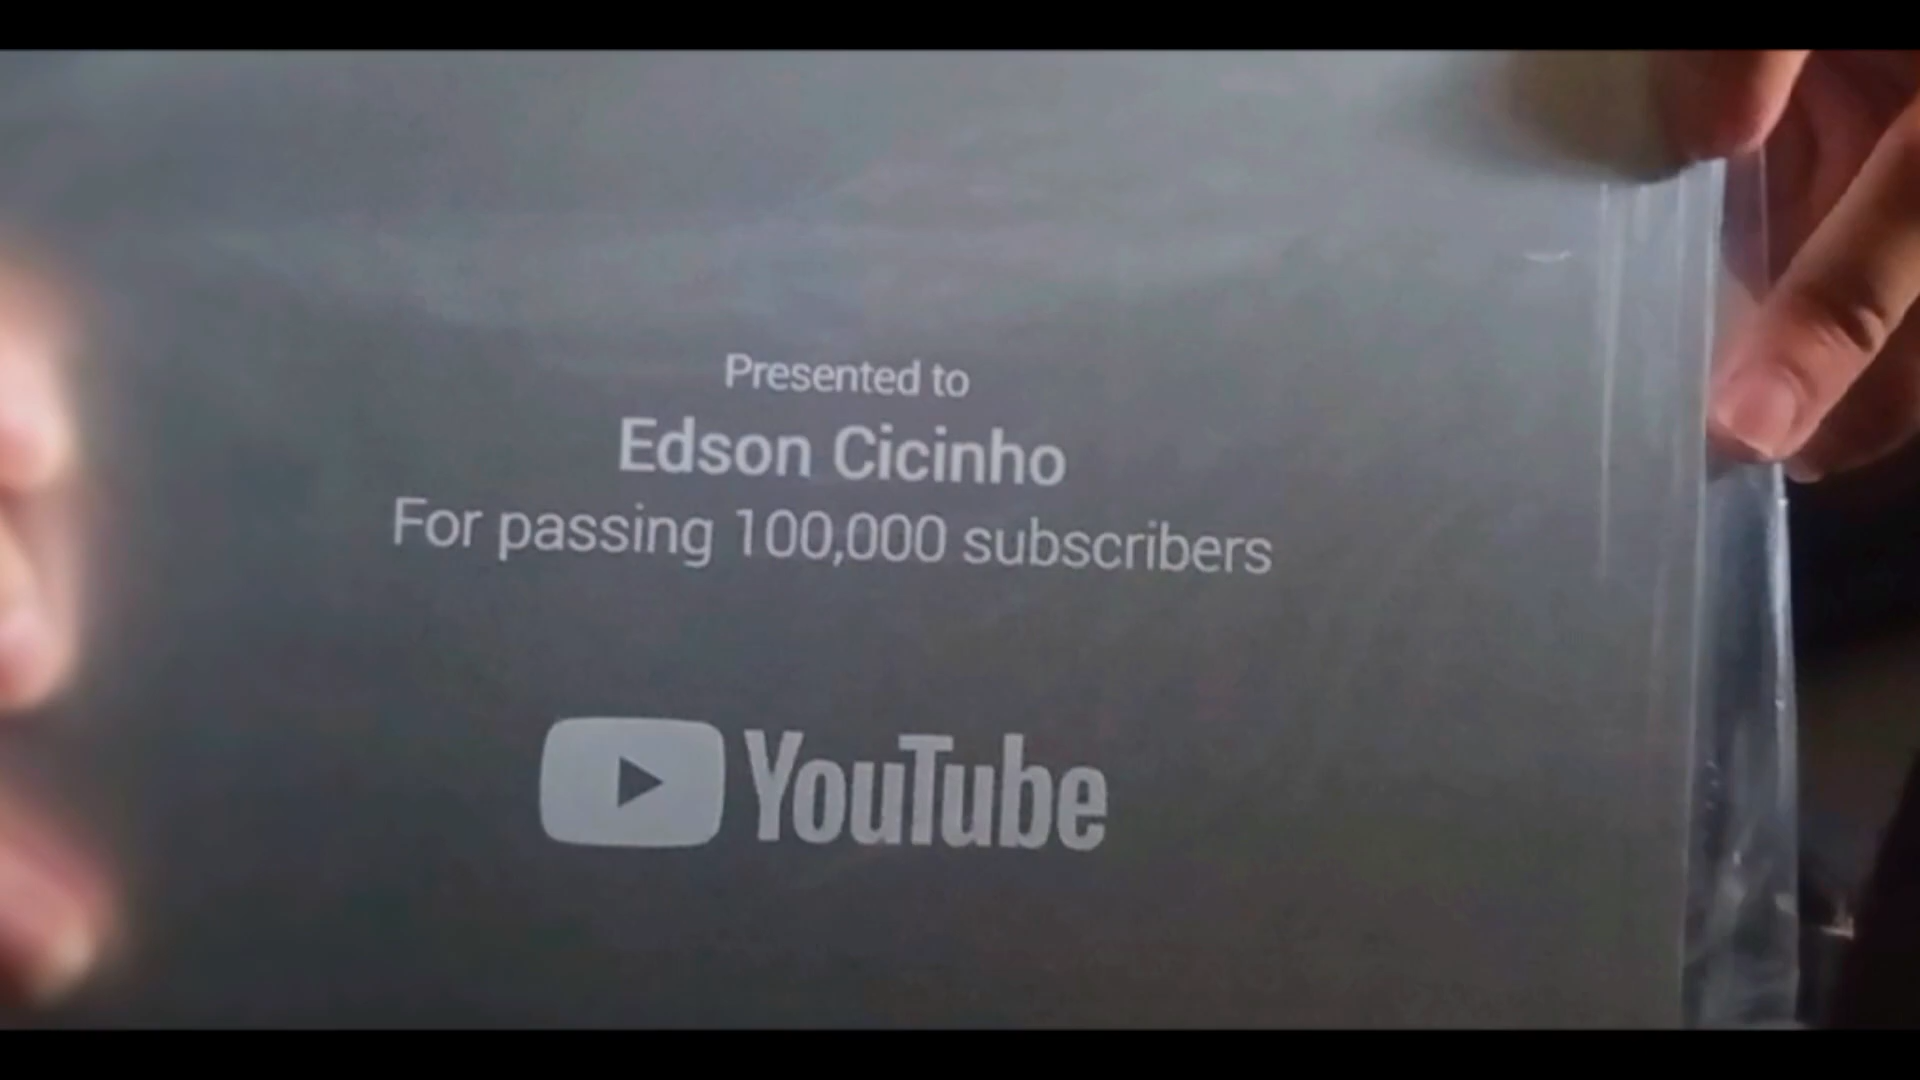 Presented to
Edson Cicinho
For passing 100,000 subscribers
YouTube